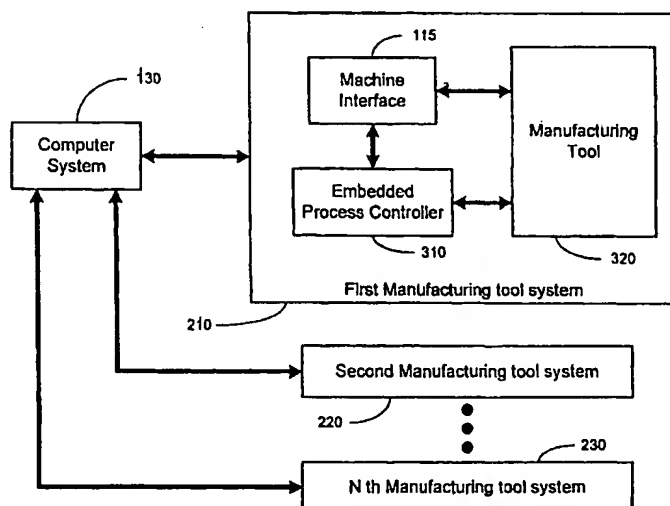 130
115
Machine
Interface
Manufacturing
Tool
Computer
System
Embedded
Process Controller
310
320
First Manufacturing tool system
210
Second Manufacturing tool system
220
230
N th Manufacturing tool system